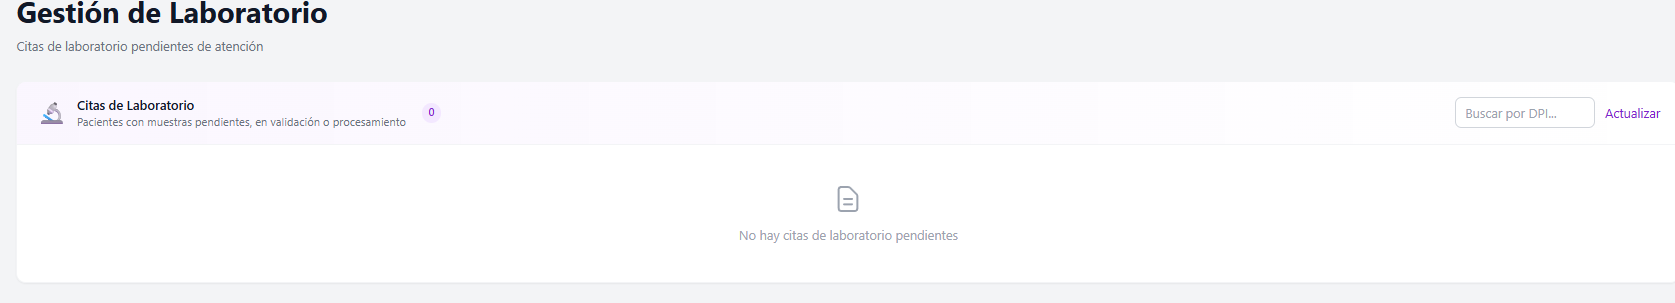 Gestión de Laboratorio
Citas de laboratorio pendientes de atención
Citas de Laboratorio
Pacientes con muestras pendientes, en validación o procesamiento
0
Buscar por DPI...
Actualizar
No hay citas de laboratorio pendientes